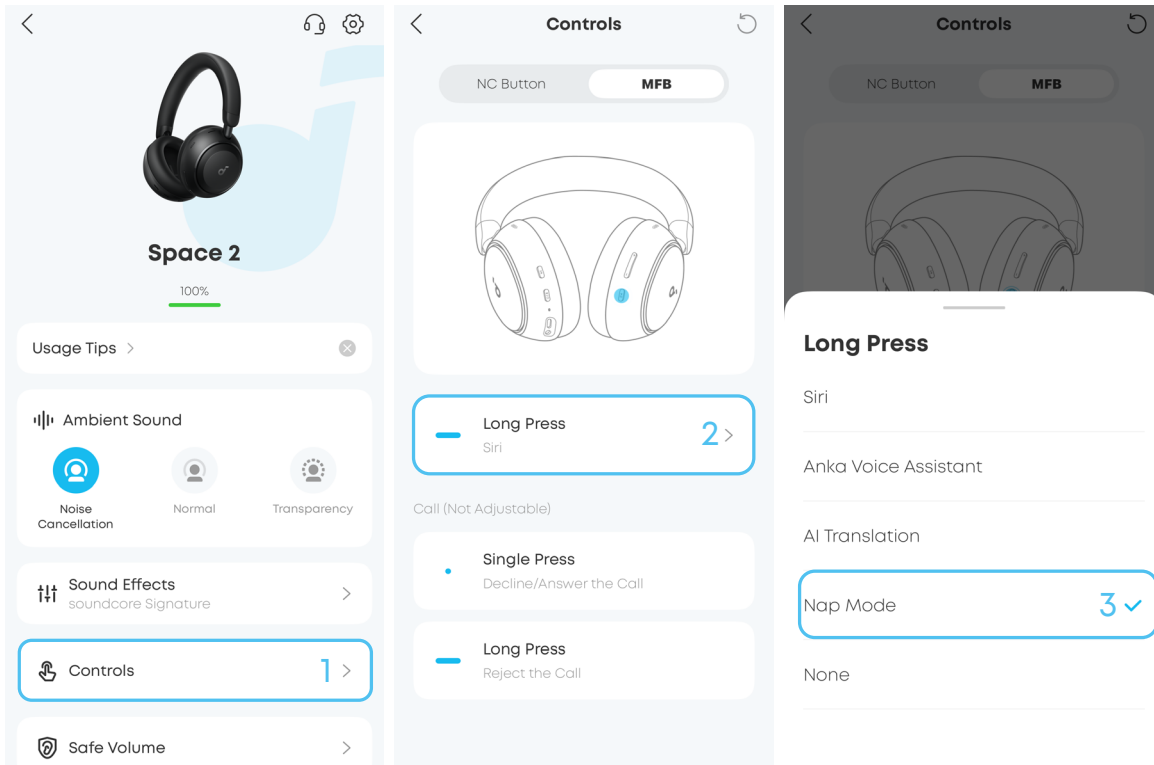 Space 2
100%
Usage Tips
Ambient Sound
Noise
Cancellation
Normal
Transparency
Sound Effects
soundcore Signature
Controls
1
Safe Volume
Controls
NC Button
MFB
Long Press
Siri
2
Call (Not Adjustable)
Single Press
Decline/Answer the Call
Long Press
Reject the Call
Controls
NC Button
MFB
Long Press
Siri
Anka Voice Assistant
AI Translation
Nap Mode
3
None